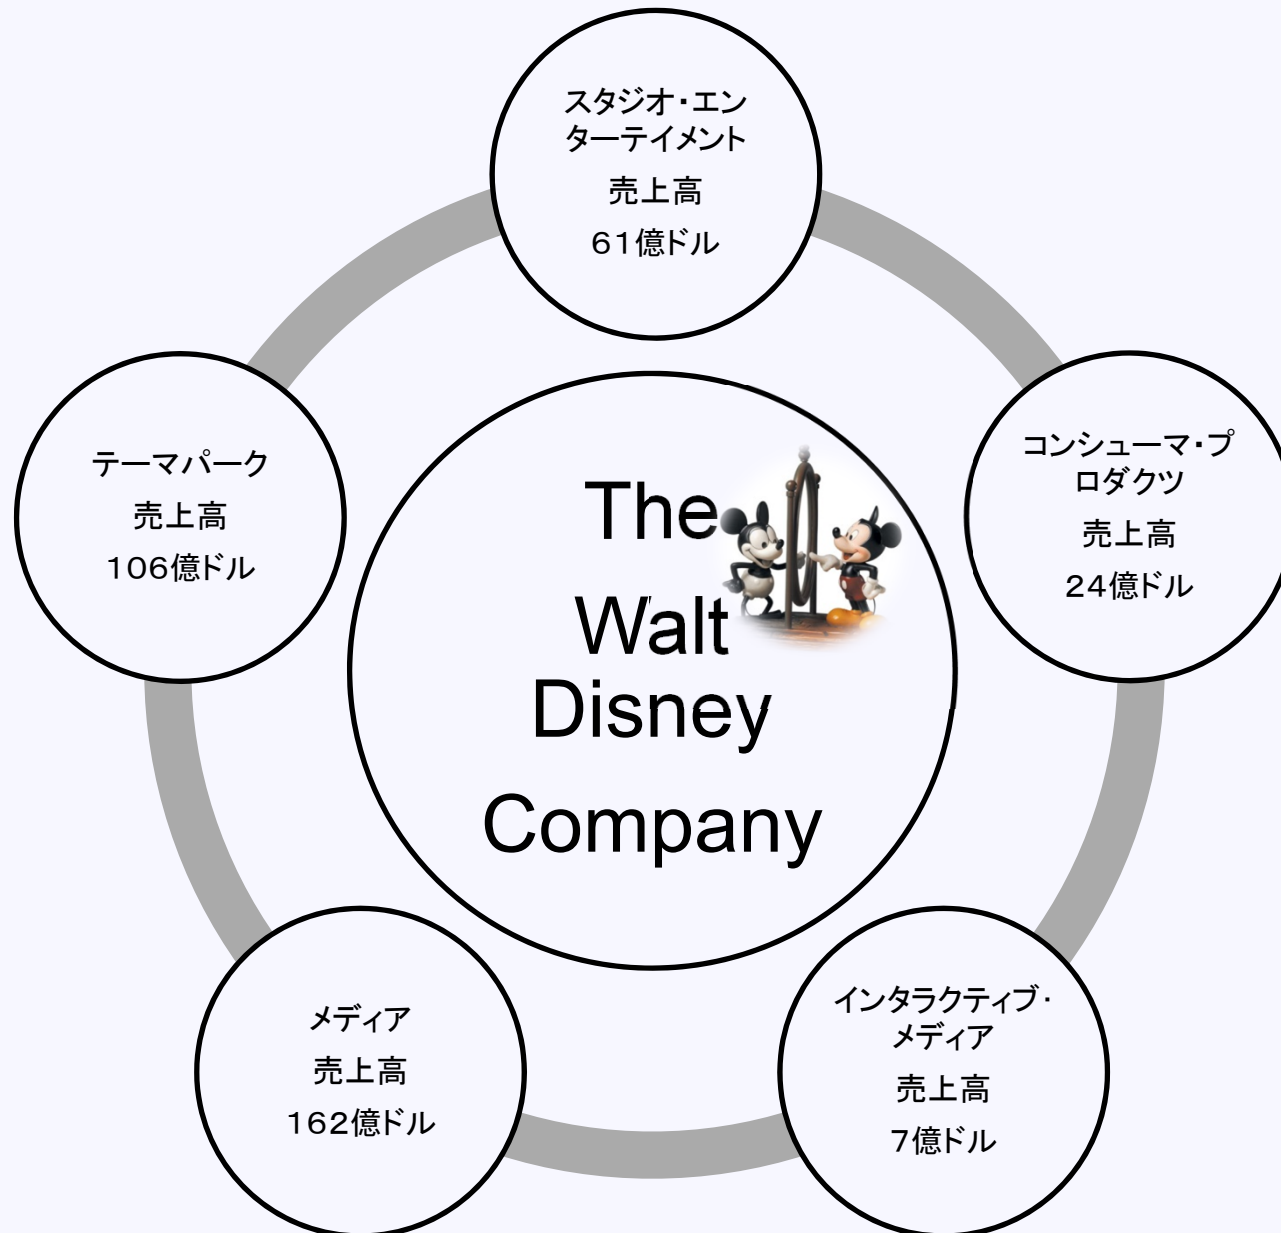 スタジオ・エン
ターテイメント
売上高
61億ドル
コンシューマ・プ
ロダクツ
売上高
24億ドル
インタラクティブ・
メディア
売上高
7億ドル
メディア
売上高
162億ドル
テーマパーク
売上高
106億ドル
The
Walt
Disney
Company